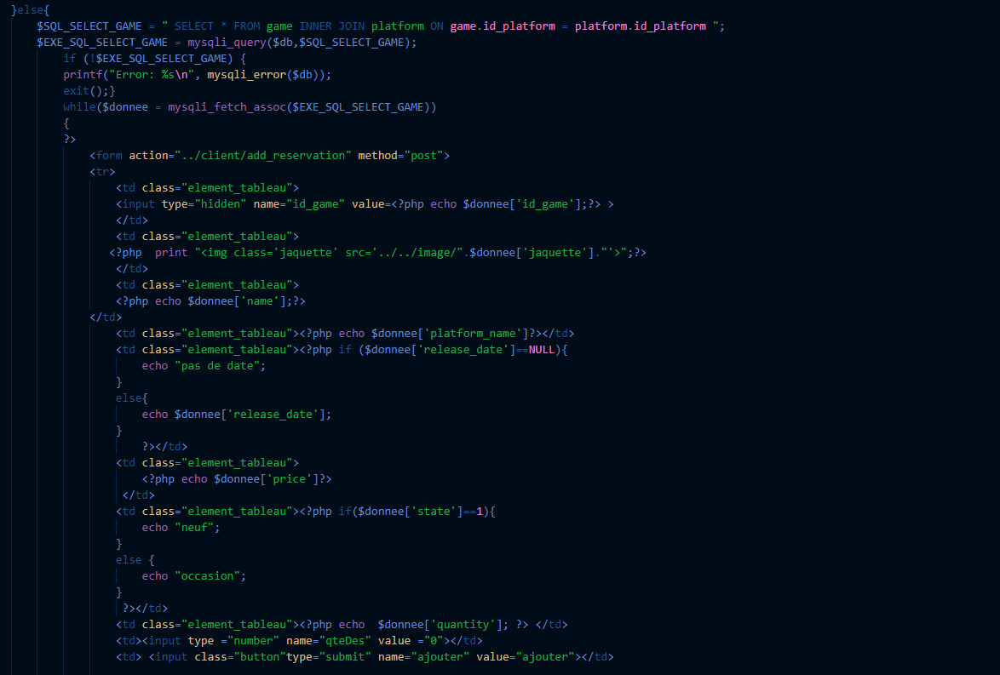 }else{
$SQL_SELECT_GAME = " SELECT * FROM game INNER JOIN platform ON game.id_platform = platform.id_platform ";
$EXE_SQL_SELECT_GAME = mysqli_query($db,$SQL_SELECT_GAME);
if (!$EXE_SQL_SELECT_GAME) {
printf("Error: %s\n", mysqli_error($db));
exit();}
while($donnee = mysqli_fetch_assoc($EXE_SQL_SELECT_GAME))
{
?>
<form action="../client/add_reservation" method="post">
<tr>
<td class="element_tableau">
<input type="hidden" name="id_game" value=<?php echo $donnee['id_game'];?> >
</td>
<td class="element_tableau">
<?php  print "<img class='jaquette' src='../../image/".$donnee['jaquette']."'>";?>
</td>
<td class="element_tableau">
<?php echo $donnee['name'];?>
</td>
<td class="element_tableau"><?php echo $donnee['platform_name']?></td>
<td class="element_tableau"><?php if ($donnee['release_date']==NULL){
echo "pas de date";
}
else{
echo $donnee['release_date'];
}
?></td>
<td class="element_tableau">
<?php echo $donnee['price']?>
</td>
<td class="element_tableau"><?php if($donnee['state']==1){
echo "neuf";
}
else {
echo "occasion";
}
?></td>
<td class="element_tableau"><?php echo  $donnee['quantity']; ?> </td>
<td><input type ="number" name="qteDes" value ="0"></td>
<td> <input class="button"type="submit" name="ajouter" value="ajouter"></td>